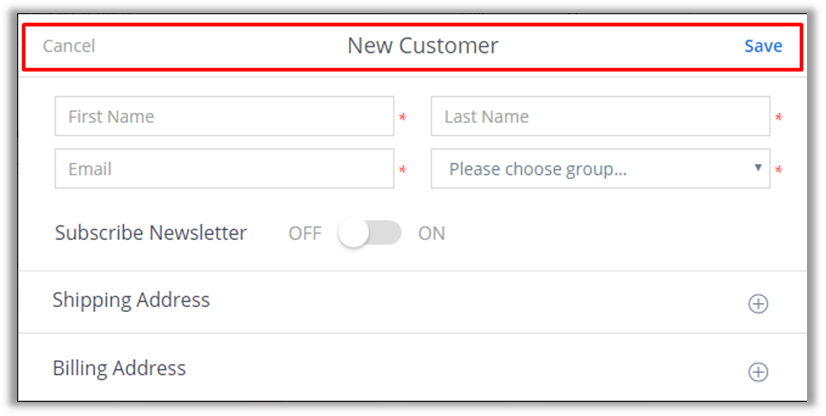 Cancel New Customer Save
First Name * Last Name *
Email * Please choose group... ▼ *
Subscribe Newsletter OFF ON
Shipping Address
Billing Address